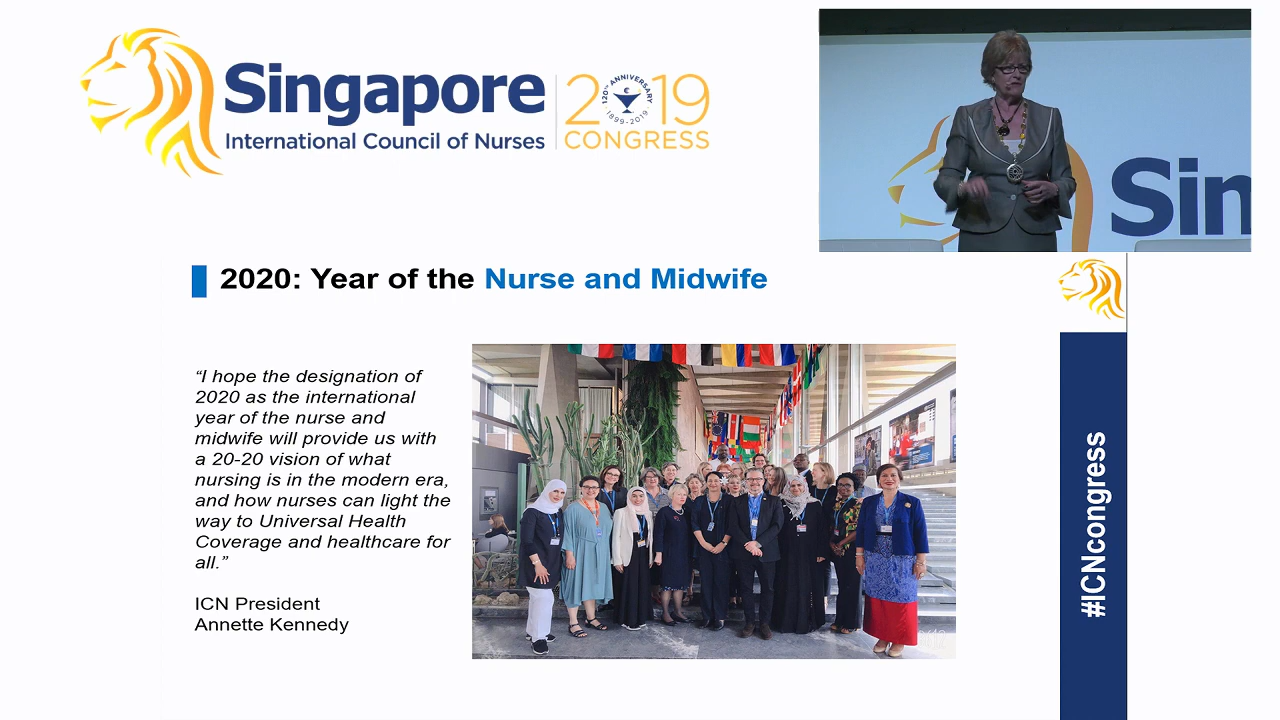 Singapore
International Council of Nurses
2019
CONGRESS
120TH ANNIVERSARY
1899-2019
Sin
2020: Year of the Nurse and Midwife
“I hope the designation of
2020 as the international
year of the nurse and
midwife will provide us with
a 20-20 vision of what
nursing is in the modern era,
and how nurses can light the
way to Universal Health
Coverage and healthcare for
all.”
ICN President
Annette Kennedy
#ICNcongress